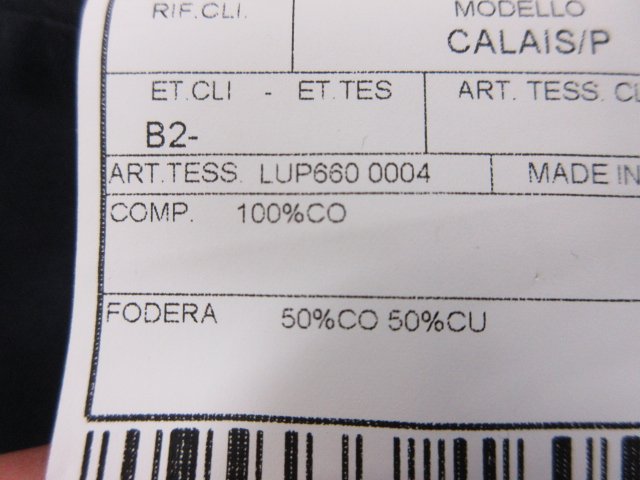 RIF.CLI. MODELLO
CALAIS/P
ET.CLI - ET.TES ART. TESS.
B2-
ART.TESS. LUP660 0004 MADE IN
COMP. 100%CO
FODERA 50%CO 50%CU